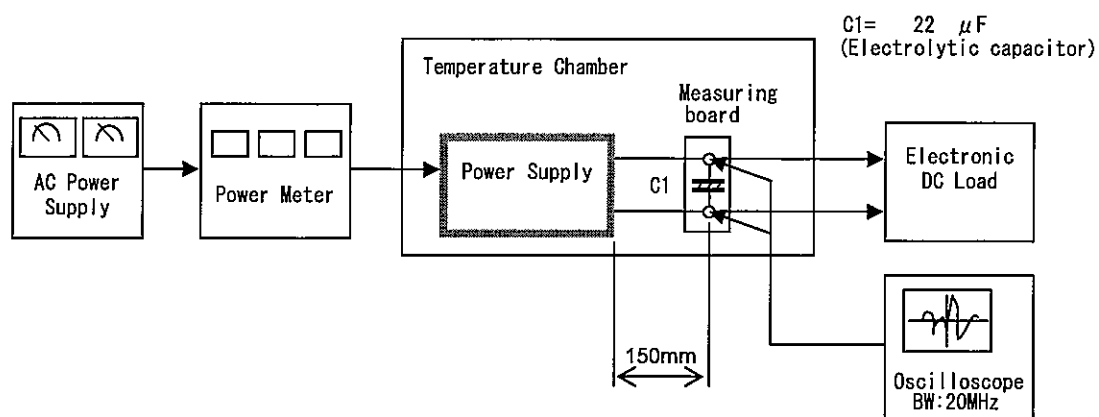 C1= 22 μF
(Electrolytic capacitor)
Temperature Chamber
Measuring
board
AC Power
Supply
Power Meter
Power Supply
C1
Electronic
DC Load
150mm
Oscilloscope
BW:20MHz